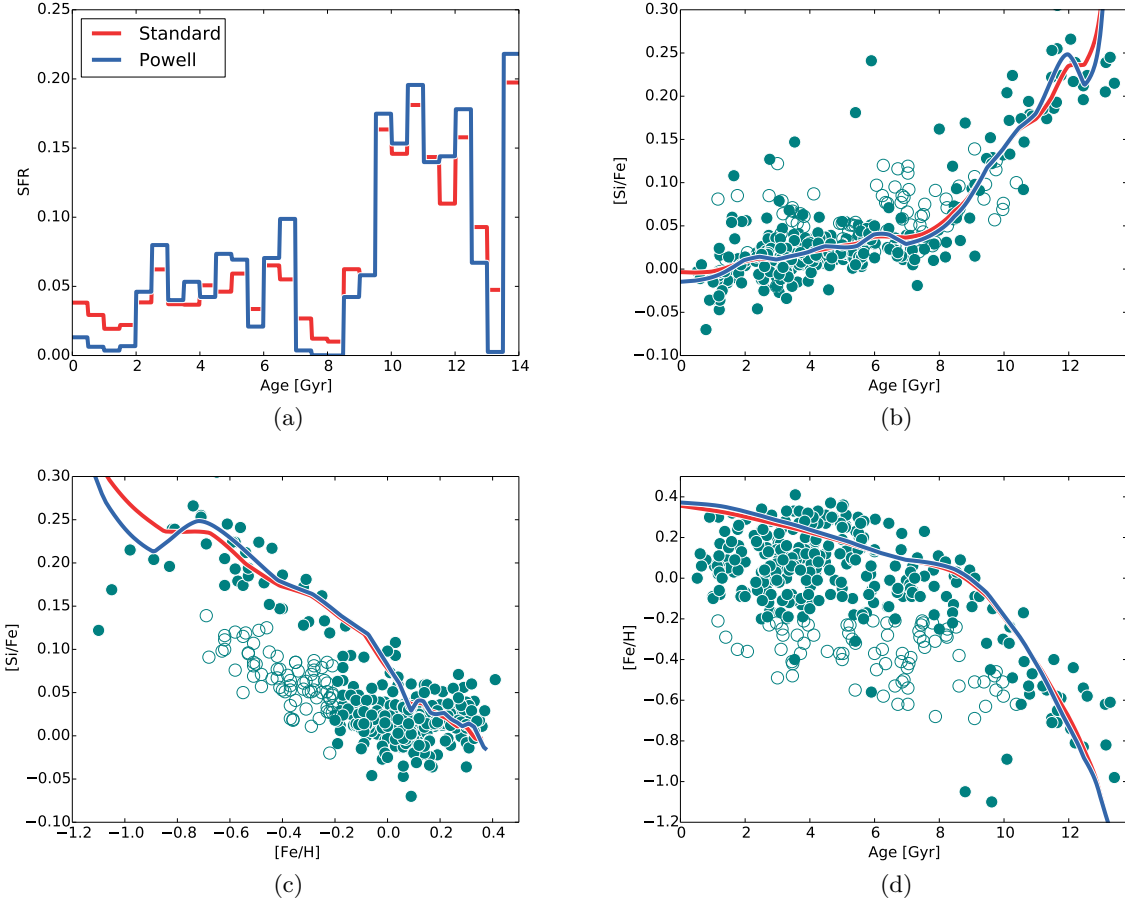 0.25
0.20
0.15
0.10
0.05
0.00
SFR
Standard
Powell
0 2 4 6 8 10 12 14
Age [Gyr]
(a)
0.30
0.25
0.20
0.15
0.10
0.05
0.00
−0.05
−0.10
[Si/Fe]
0 2 4 6 8 10 12
Age [Gyr]
(b)
0.30
0.25
0.20
0.15
0.10
0.05
0.00
−0.05
−0.10
[Si/Fe]
−1.2 −1.0 −0.8 −0.6 −0.4 −0.2 0.0 0.2 0.4
[Fe/H]
(c)
0.4
0.2
0.0
−0.2
−0.4
−0.6
−0.8
−1.0
−1.2
[Fe/H]
0 2 4 6 8 10 12
Age [Gyr]
(d)